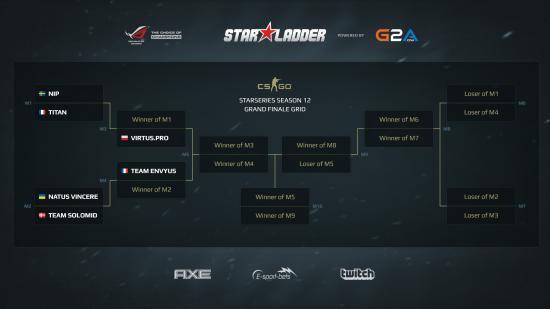 THE CHOICE OF
CHAMPIONS
STAR LADDER
POWERED BY
G2A
.COM
CS GO
STARSERIES SEASON 12
GRAND FINALE GRID
NIP
M1
TITAN
Winner of M1
M3
VIRTUS.PRO
TEAM ENVYUS
M4
Winner of M2
NATUS VINCERE
M2
TEAM SOLOMID
Winner of M3
M5
Winner of M4
Winner of M8
Loser of M5
M9
Winner of M5
M10
Winner of M9
Winner of M6
M8
Winner of M7
Loser of M1
M6
Loser of M4
Loser of M2
M7
Loser of M3
AXE
E-sport-bets
twitch